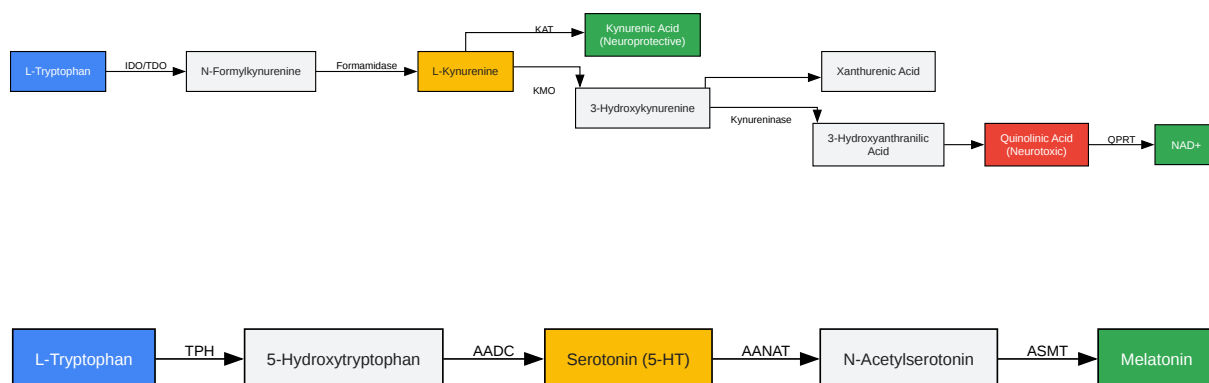 KAT
Kynurenic Acid
(Neuroprotective)
L-Tryptophan
IDO/TDO
N-Formylkynurenine
Formamidase
L-Kynurenine
KMO
3-Hydroxykynurenine
Xanthurenic Acid
Kynureninase
3-Hydroxyanthranilic
Acid
Quinolinic Acid
(Neurotoxic)
QPRT
NAD+
L-Tryptophan
TPH
5-Hydroxytryptophan
AADC
Serotonin (5-HT)
AANAT
N-Acetylserotonin
ASMT
Melatonin